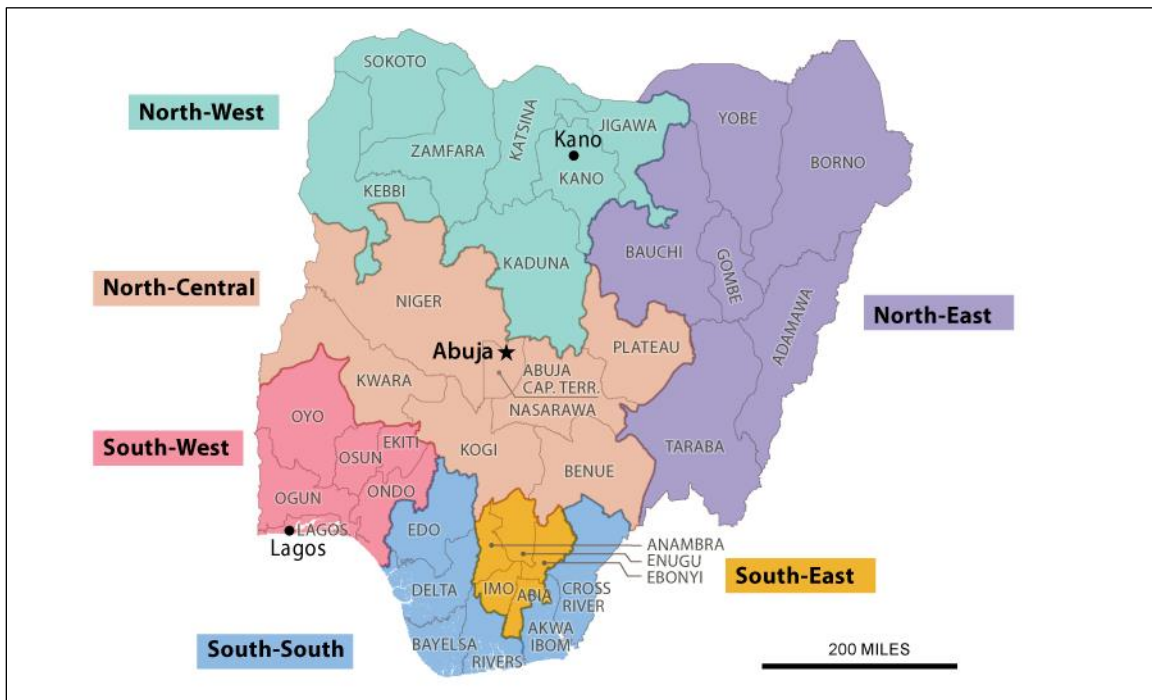 SOKOTO
North-West
KATSINA
JIGAWA
YOBE
Kano
ZAMFARA
BORNO
KANO
KEBBI
BAUCHI
KADUNA
GOMBE
North-Central
NIGER
ADAMAWA
North-East
Abuja
PLATEAU
ABUJA
CAP. TERR.
KWARA
NASARAWA
OYO
South-West
EKITI
KOGI
TARABA
OSUN
BENUE
OGUN
ONDO
LAGOS
EDO
Lagos
ANAMBRA
ENUGU
EBONYI
South-East
DELTA
IMO
ABIA
CROSS
RIVER
AKWA
IBOM
South-South
BAYELSA
RIVERS
200 MILES